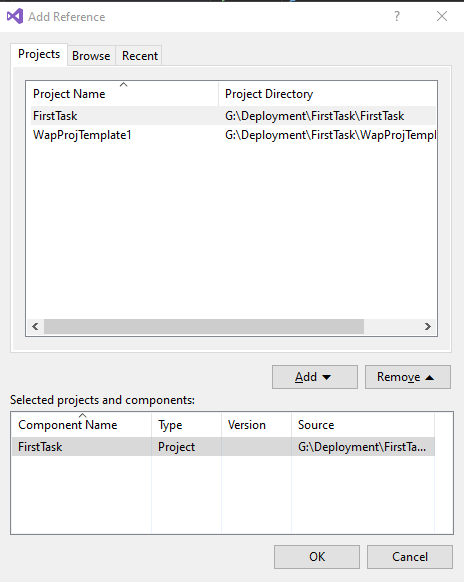 Add Reference
Projects Browse Recent
Project Name Project Directory
FirstTask G:\Deployment\FirstTask\FirstTask
WapProjTemplate1 G:\Deployment\FirstTask\WapProjTempl
Add Remove
Selected projects and components:
Component Name Type Version Source
FirstTask Project G:\Deployment\FirstTa...
OK Cancel